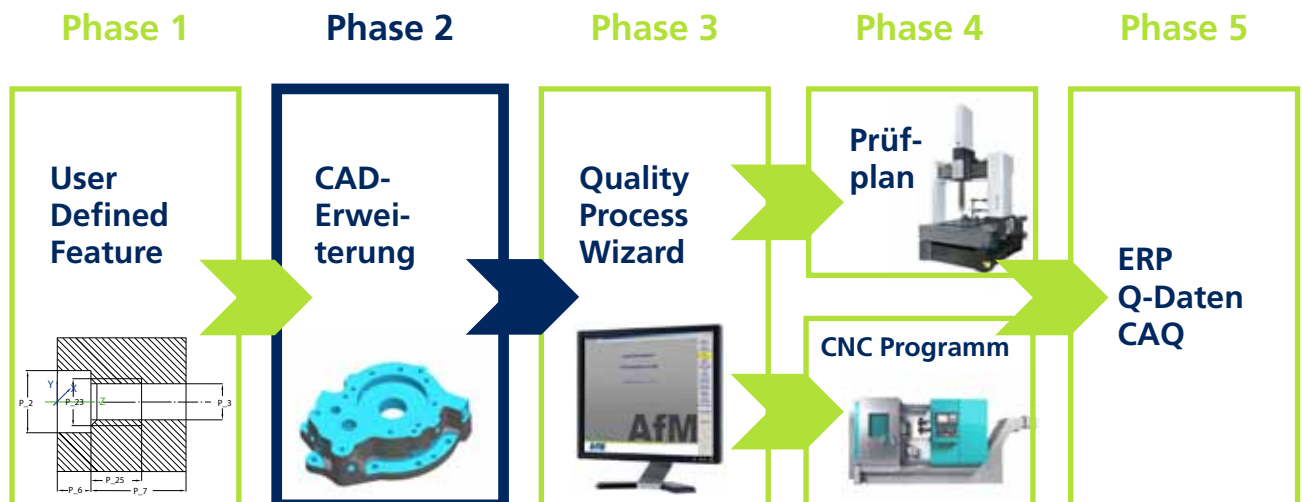 Phase 1
Phase 2
Phase 3
Phase 4
Phase 5
User
Defined
Feature
Y
X
Z
P_2
P_23
P_3
P_25
P_6
P_7
CAD-
Erwei-
terung
Quality
Process
Wizard
AfM
AfM
Prüf-
plan
CNC Programm
ERP
Q-Daten
CAQ